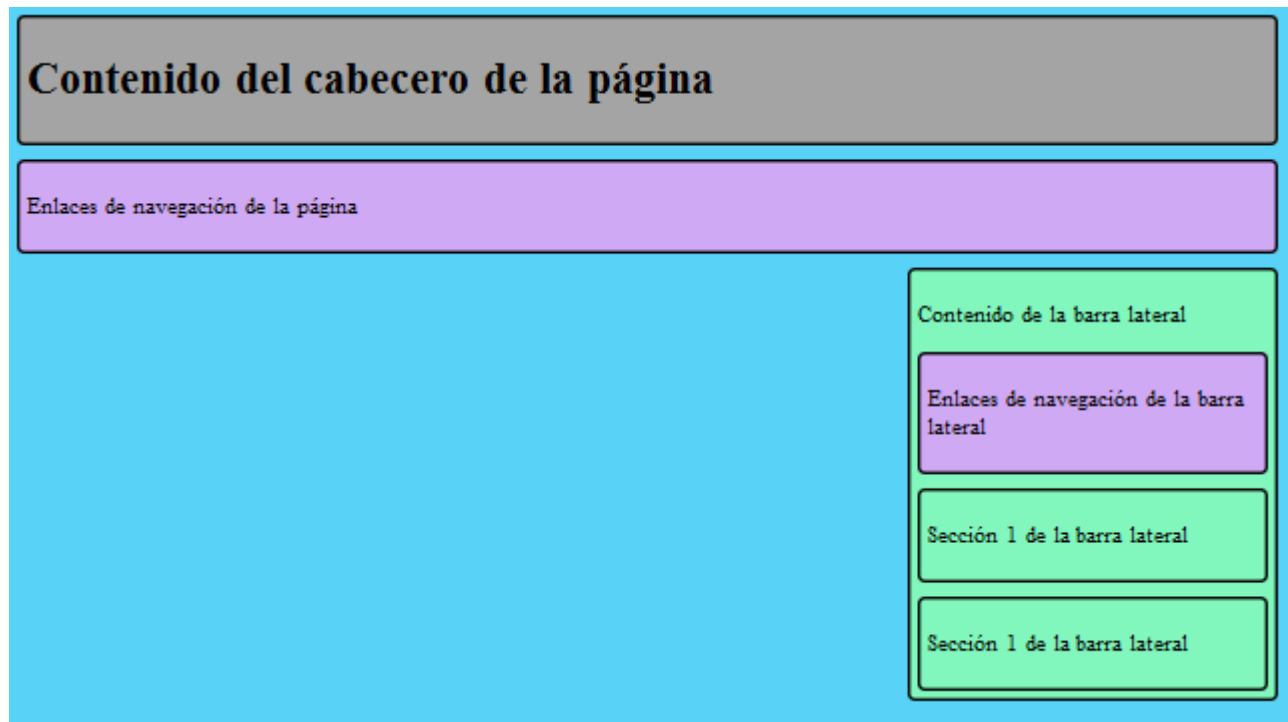 Contenido del cabecero de la página
Enlaces de navegación de la página
Contenido de la barra lateral
Enlaces de navegación de la barra
lateral
Sección 1 de la barra lateral
Sección 1 de la barra lateral